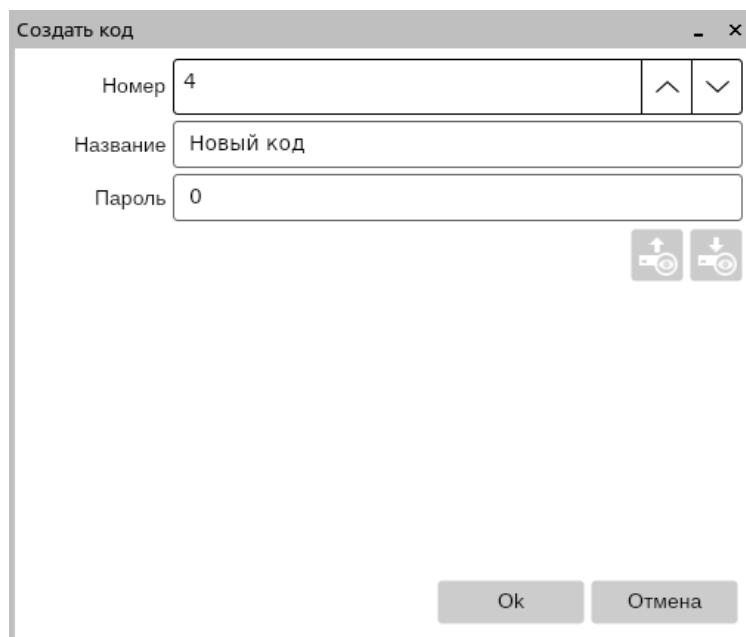 Создать код
Номер 4
Название Новый код
Пароль 0
Ok Отмена